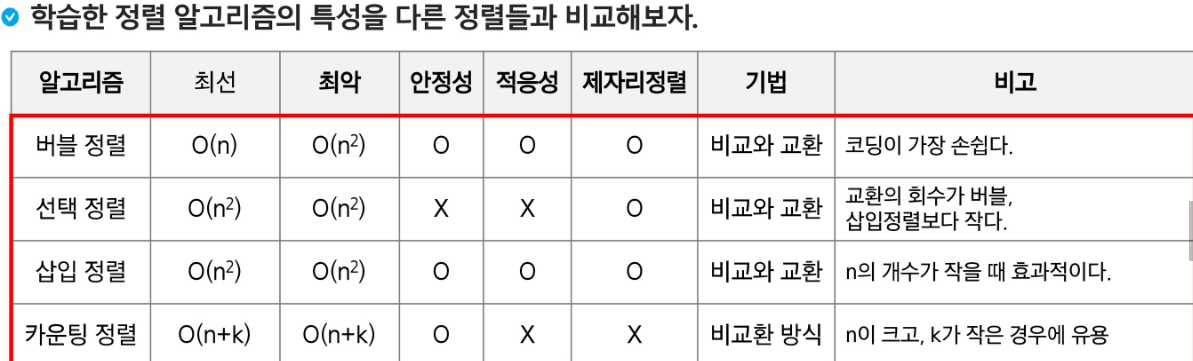 학습한 정렬 알고리즘의 특성을 다른 정렬들과 비교해보자.
알고리즘 최선 최악 안정성 적응성 제자리정렬 기법 비고
버블 정렬 O(n) O(n²) O O O 비교와 교환 코딩이 가장 손쉽다.
선택 정렬 O(n²) O(n²) X X O 비교와 교환 교환의 회수가 버블,
삽입정렬보다 작다.
삽입 정렬 O(n²) O(n²) O O O 비교와 교환 n의 개수가 작을 때 효과적이다.
카운팅 정렬 O(n+k) O(n+k) O X X 비교환 방식 n이 크고, k가 작은 경우에 유용